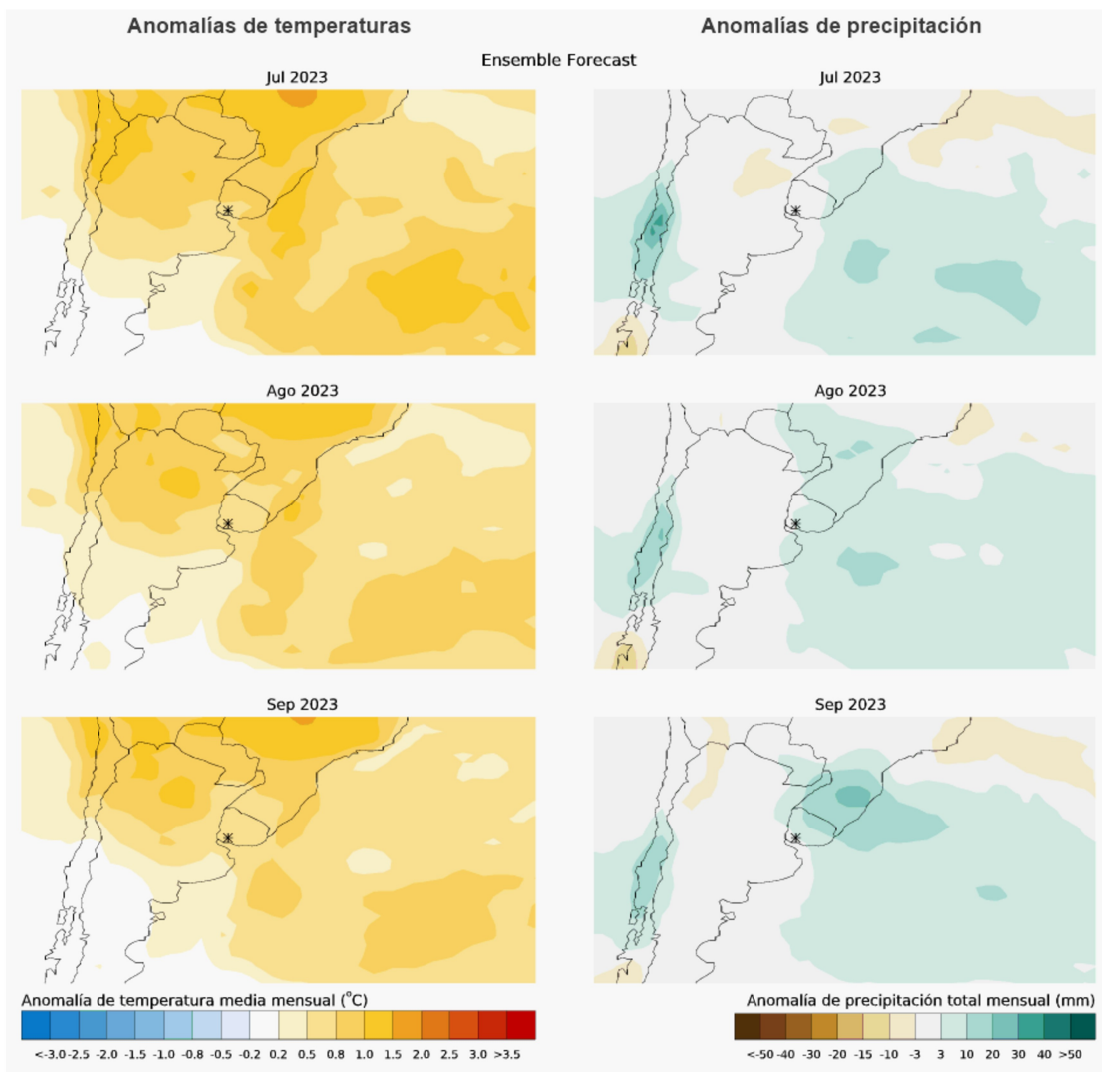 Anomalías de temperaturas
Anomalías de precipitación
Ensemble Forecast
Jul 2023
Jul 2023
Ago 2023
Ago 2023
Sep 2023
Sep 2023
Anomalía de temperatura media mensual (°C)
<-3.0 -2.5 -2.0 -1.5 -1.0 -0.8 -0.5 -0.2 0.2 0.5 0.8 1.0 1.5 2.0 2.5 3.0 >3.5
Anomalía de precipitación total mensual (mm)
<-50 -40 -30 -20 -15 -10 -3 3 10 20 30 40 >50